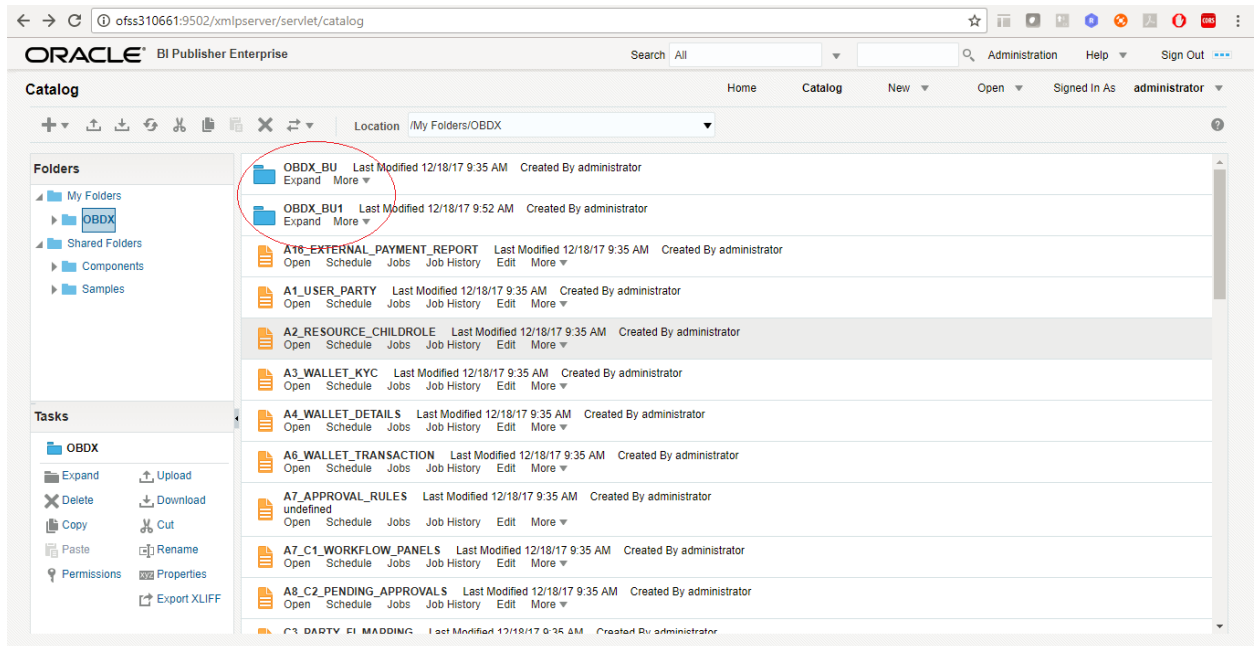 ofss310661:9502/xmlpserver/servlet/catalog
ORACLE BI Publisher Enterprise Search All Administration Help Sign Out
Catalog Home Catalog New Open Signed In As administrator
Location /My Folders/OBDX
Folders
My Folders
OBDX
Shared Folders
Components
Samples
OBDX_BU Last Modified 12/18/17 9:35 AM Created By administrator
Expand More
OBDX_BU1 Last Modified 12/18/17 9:52 AM Created By administrator
Expand More
A16_EXTERNAL_PAYMENT_REPORT Last Modified 12/18/17 9:35 AM Created By administrator
Open Schedule Jobs Job History Edit More
A1_USER_PARTY Last Modified 12/18/17 9:35 AM Created By administrator
Open Schedule Jobs Job History Edit More
A2_RESOURCE_CHILDROLE Last Modified 12/18/17 9:35 AM Created By administrator
Open Schedule Jobs Job History Edit More
A3_WALLET_KYC Last Modified 12/18/17 9:35 AM Created By administrator
Open Schedule Jobs Job History Edit More
A4_WALLET_DETAILS Last Modified 12/18/17 9:35 AM Created By administrator
Open Schedule Jobs Job History Edit More
A6_WALLET_TRANSACTION Last Modified 12/18/17 9:35 AM Created By administrator
Open Schedule Jobs Job History Edit More
A7_APPROVAL_RULES Last Modified 12/18/17 9:35 AM Created By administrator
undefined
Open Schedule Jobs Job History Edit More
A7_C1_WORKFLOW_PANELS Last Modified 12/18/17 9:35 AM Created By administrator
Open Schedule Jobs Job History Edit More
A8_C2_PENDING_APPROVALS Last Modified 12/18/17 9:35 AM Created By administrator
Open Schedule Jobs Job History Edit More
C3_PARTY_FI_MAPPING Last Modified 12/18/17 9:35 AM Created By administrator
Tasks
OBDX
Expand Upload
Delete Download
Copy Cut
Paste Rename
Permissions Properties
Export XLIFF